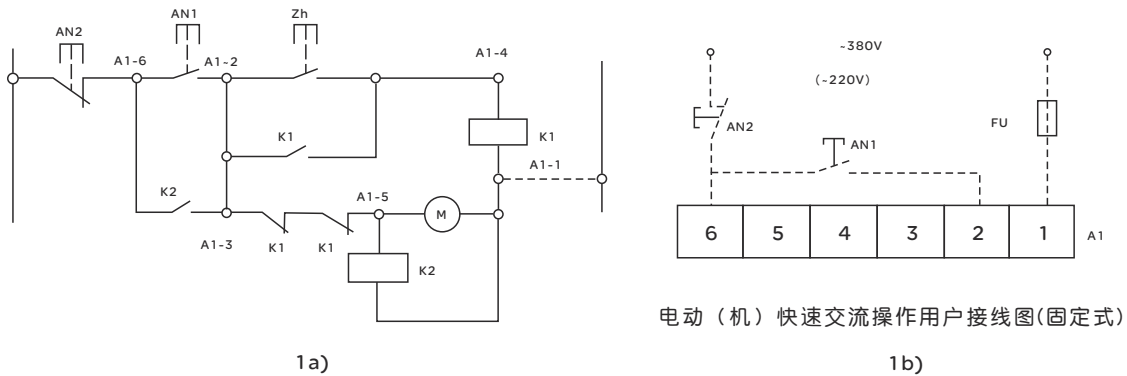 AN2
AN1
Zh
A1-6
A1~2
A1-4
K1
K1
A1-1
K2
A1-5
M
A1-3
K1
K1
K2
1a)
~380V
(~220V)
AN2
FU
AN1
6 5 4 3 2 1 A1
电动（机）快速交流操作用户接线图(固定式)
1b)